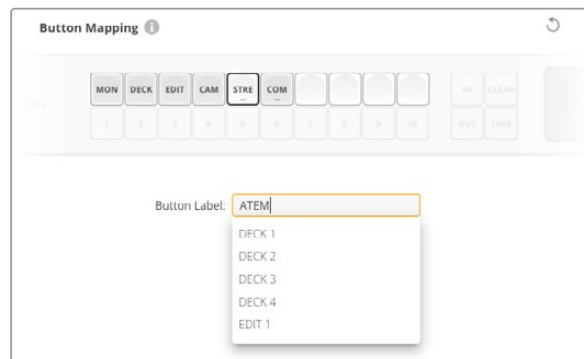 Button Mapping
MON DECK EDIT CAM STRE ... COM ...
IN CLEAR
1 2 3 4 5 6 7 8 9 10
OUT TAKE
Button Label: ATEM
DECK 1
DECK 2
DECK 3
DECK 4
EDIT 1